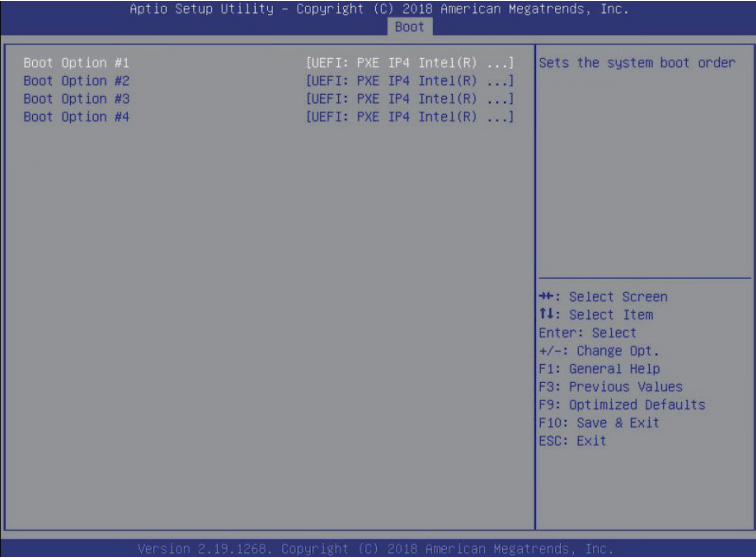 Aptio Setup Utility – Copyright (C) 2018 American Megatrends, Inc.
Boot
Boot Option #1 [UEFI: PXE IP4 Intel(R) ...]
Boot Option #2 [UEFI: PXE IP4 Intel(R) ...]
Boot Option #3 [UEFI: PXE IP4 Intel(R) ...]
Boot Option #4 [UEFI: PXE IP4 Intel(R) ...]
Sets the system boot order
→←: Select Screen
↑↓: Select Item
Enter: Select
+/-: Change Opt.
F1: General Help
F3: Previous Values
F9: Optimized Defaults
F10: Save & Exit
ESC: Exit
Version 2.19.1268. Copyright (C) 2018 American Megatrends, Inc.